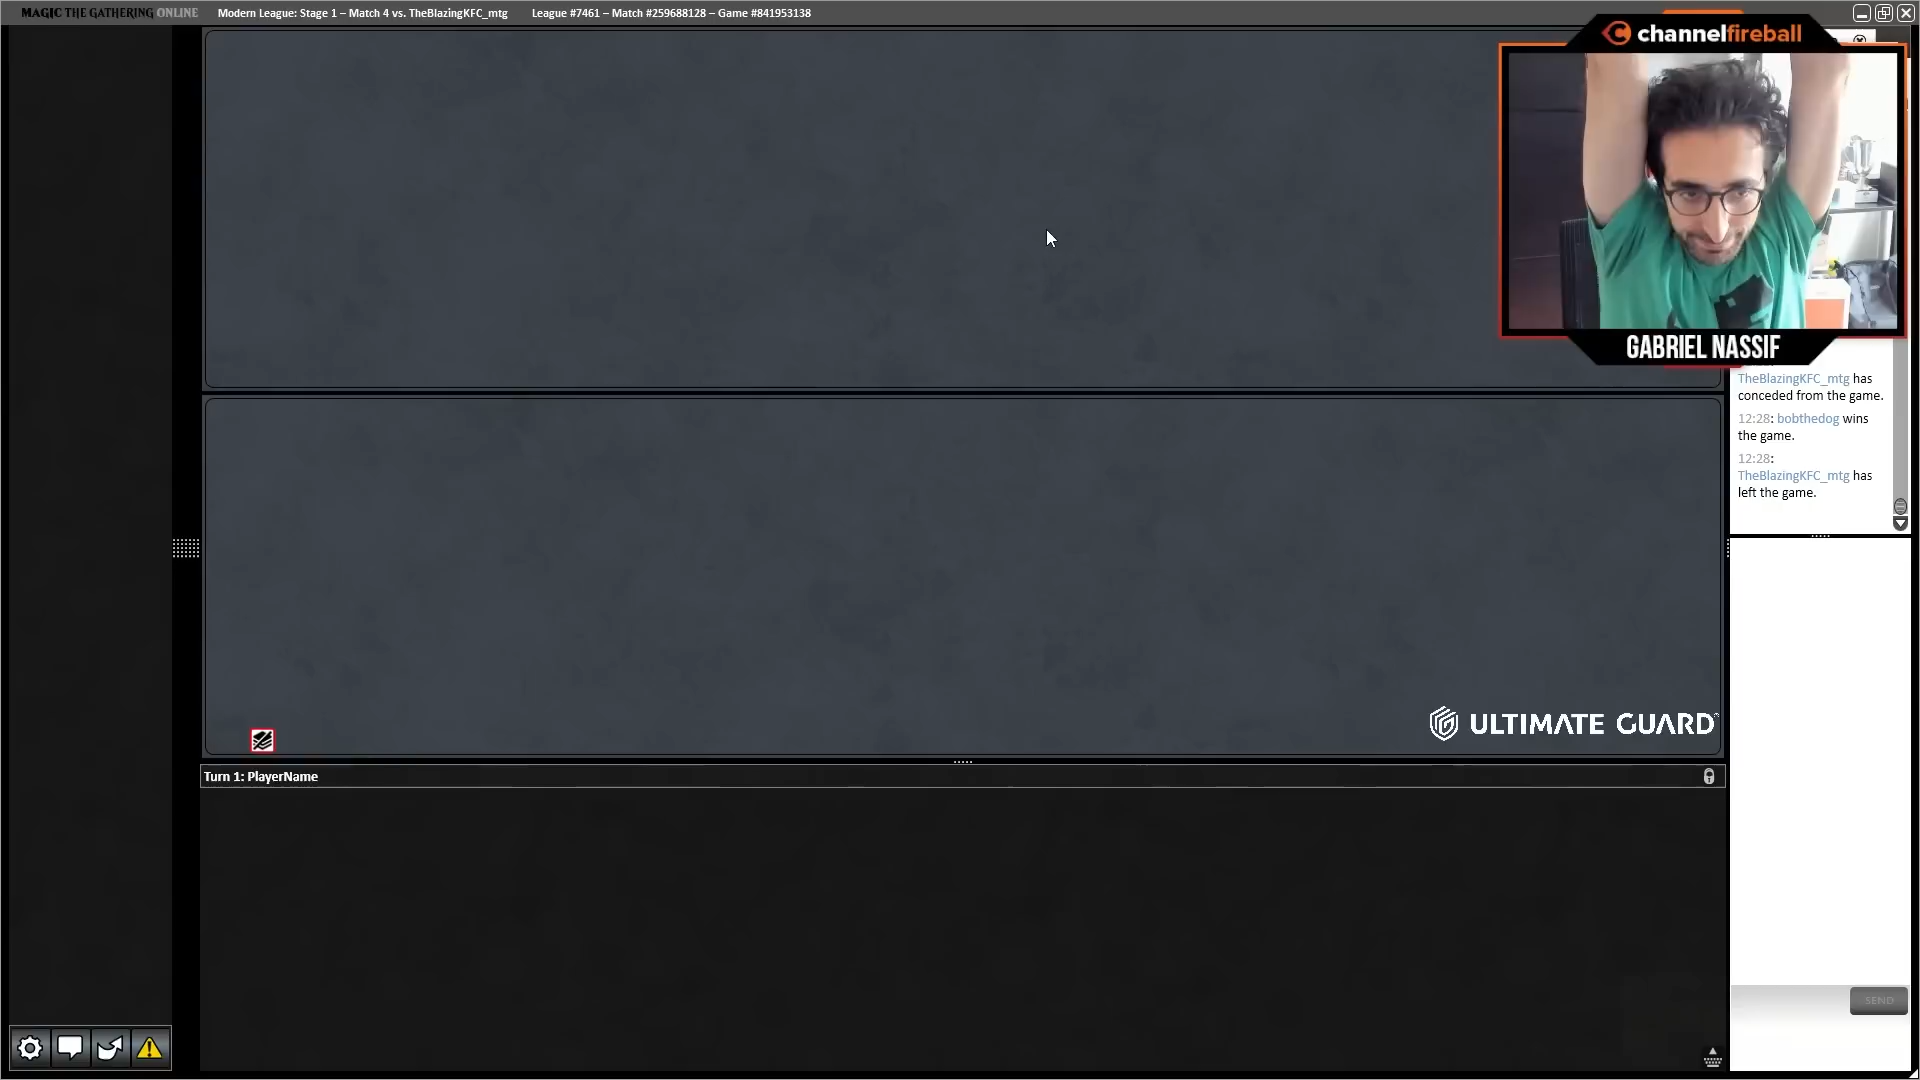 MAGIC THE GATHERING ONLINE
Modern League: Stage 1 – Match 4 vs. TheBlazingKFC_mtg
League #7461 – Match #259688128 – Game #841953138
channelfireball
GABRIEL NASSIF
TheBlazingKFC_mtg has
conceded from the game.
12:28: bobthedog wins
the game.
12:28:
TheBlazingKFC_mtg has
left the game.
ULTIMATE GUARD
Turn 1: PlayerName
SEND